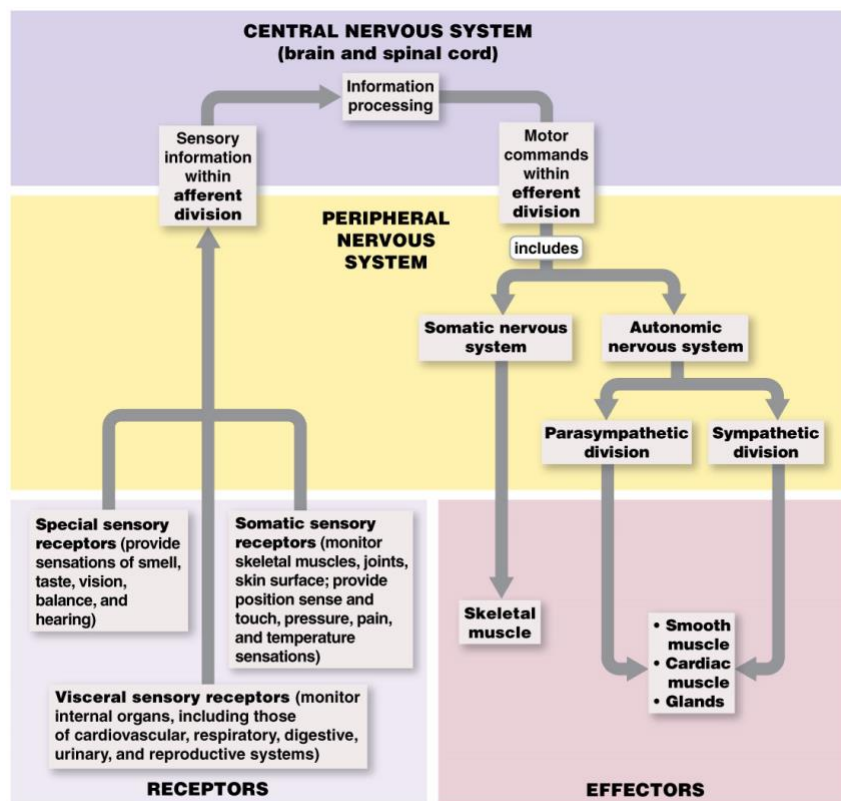 CENTRAL NERVOUS SYSTEM
(brain and spinal cord)
Information
processing
Sensory
information
within
afferent
division
Motor
commands
within
efferent
division
PERIPHERAL
NERVOUS
SYSTEM
includes
Somatic nervous
system
Autonomic
nervous system
Parasympathetic
division
Sympathetic
division
Special sensory
receptors (provide
sensations of smell,
taste, vision,
balance, and
hearing)
Somatic sensory
receptors (monitor
skeletal muscles, joints,
skin surface; provide
position sense and
touch, pressure, pain,
and temperature
sensations)
Visceral sensory receptors (monitor
internal organs, including those
of cardiovascular, respiratory, digestive,
urinary, and reproductive systems)
RECEPTORS
Skeletal
muscle
• Smooth
muscle
• Cardiac
muscle
• Glands
EFFECTORS